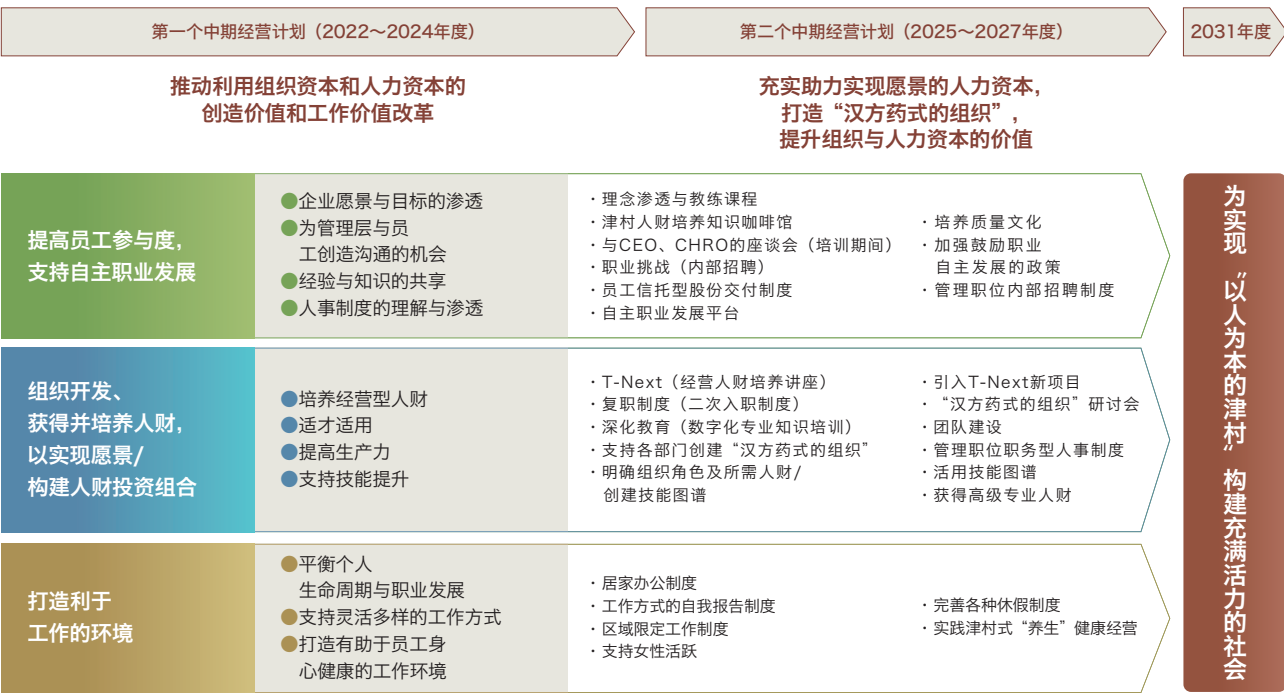 第一个中期经营计划（2022～2024年度）
第二个中期经营计划（2025～2027年度）
2031年度
推动利用组织资本和人力资本的
创造价值和工作价值改革
充实助力实现愿景的人力资本，
打造“汉方药式的组织”，
提升组织与人力资本的价值
提高员工参与度，
支持自主职业发展
●企业愿景与目标的渗透
●为管理层与员
工创造沟通的机会
●经验与知识的共享
●人事制度的理解与渗透
・理念渗透与教练课程
・津村人财培养知识咖啡馆
・与CEO、CHRO的座谈会（培训期间）
・职业挑战（内部招聘）
・员工信托型股份交付制度
・自主职业发展平台
・培养质量文化
・加强鼓励职业
自主发展的政策
・管理职位内部招聘制度
组织开发、
获得并培养人财，
以实现愿景/
构建人财投资组合
●培养经营型人财
●适才适用
●提高生产力
●支持技能提升
・T-Next（经营人财培养讲座）
・复职制度（二次入职制度）
・深化教育（数字化专业知识培训）
・支持各部门创建“汉方药式的组织”
・明确组织角色及所需人财/
创建技能图谱
・引入T-Next新项目
・“汉方药式的组织”研讨会
・团队建设
・管理职位职务型人事制度
・活用技能图谱
・获得高级专业人财
打造利于
工作的环境
●平衡个人
生命周期与职业发展
●支持灵活多样的工作方式
●打造有助于员工身
心健康的工作环境
・居家办公制度
・工作方式的自我报告制度
・区域限定工作制度
・支持女性活跃
・完善各种休假制度
・实践津村式“养生”健康经营
为实现“以人为本的津村”构建充满活力的社会